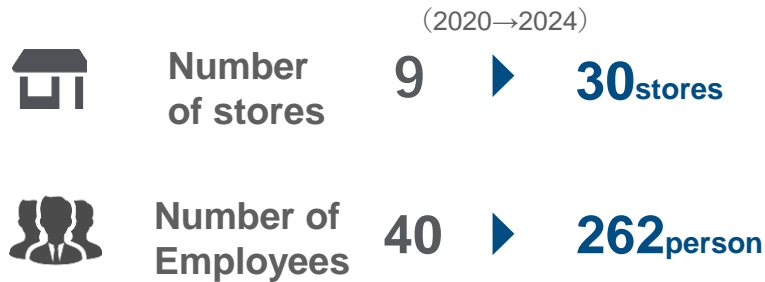 （2020→2024）
Number
of stores
9
30stores
Number of
Employees
40
262person